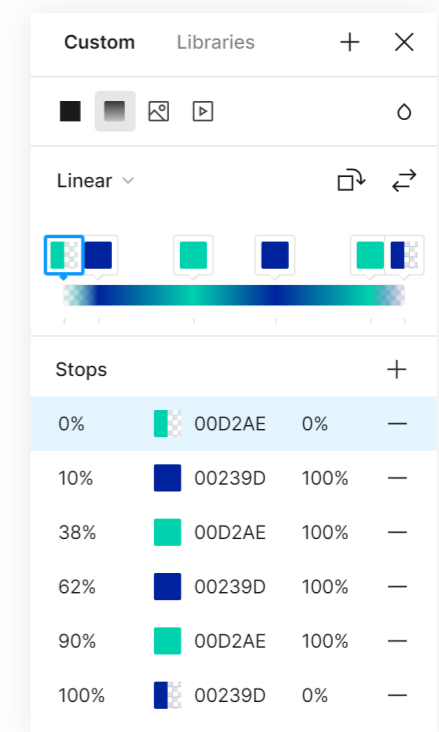 Custom Libraries
Linear
Stops
0% 00D2AE 0%
10% 00239D 100%
38% 00D2AE 100%
62% 00239D 100%
90% 00D2AE 100%
100% 00239D 0%